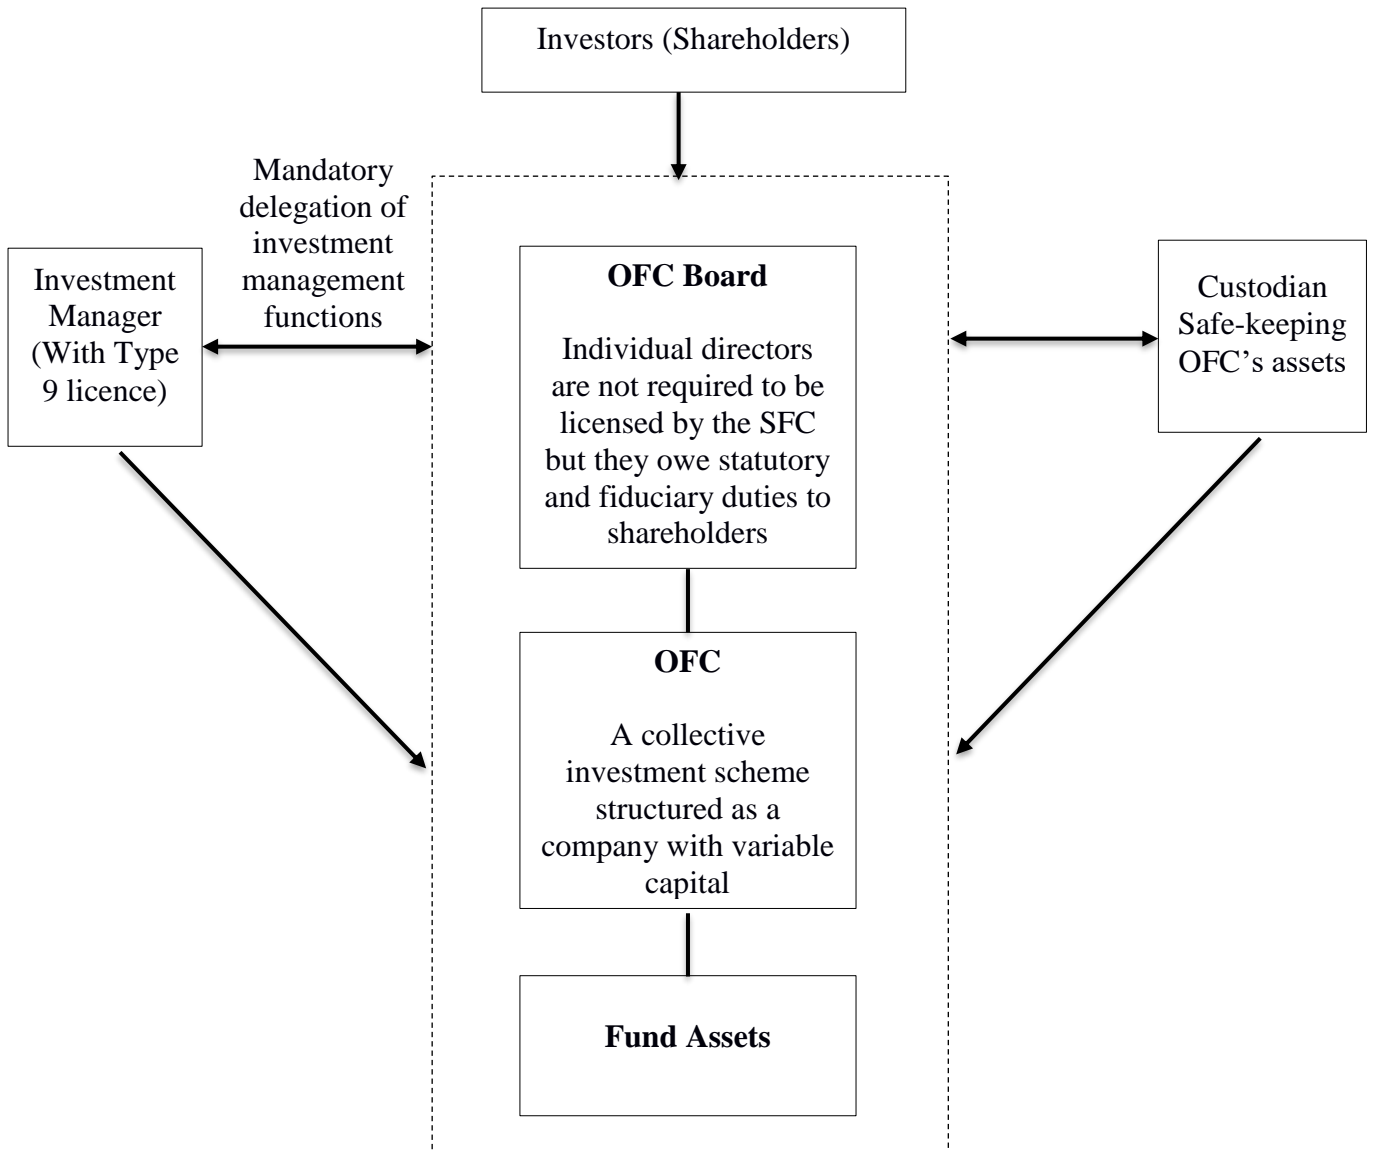 Investors (Shareholders)
Mandatory
delegation of
investment
management
functions
Investment
Manager
(With Type
9 licence)
OFC Board
Individual directors
are not required to be
licensed by the SFC
but they owe statutory
and fiduciary duties to
shareholders
Custodian
Safe-keeping
OFC’s assets
OFC
A collective
investment scheme
structured as a
company with variable
capital
Fund Assets